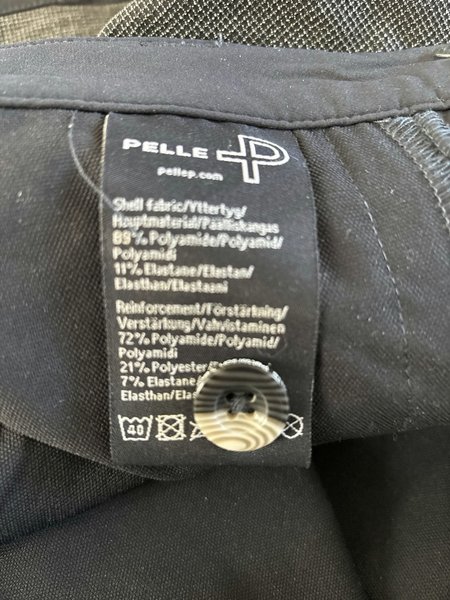 PELLE P
pellep.com
Shell fabric/Yttertyg/
Hauptmaterial/Päälliskangas
89% Polyamide/Polyamid/
Polyamidi
11% Elastane/Elastan/
Elasthan/Elastaani
Reinforcement/Förstärkning/
Verstärkung/Vahvistaminen
72% Polyamide/Polyamid/
Polyamidi
21% Polyester/
7% Elastane
Elasthan/
40